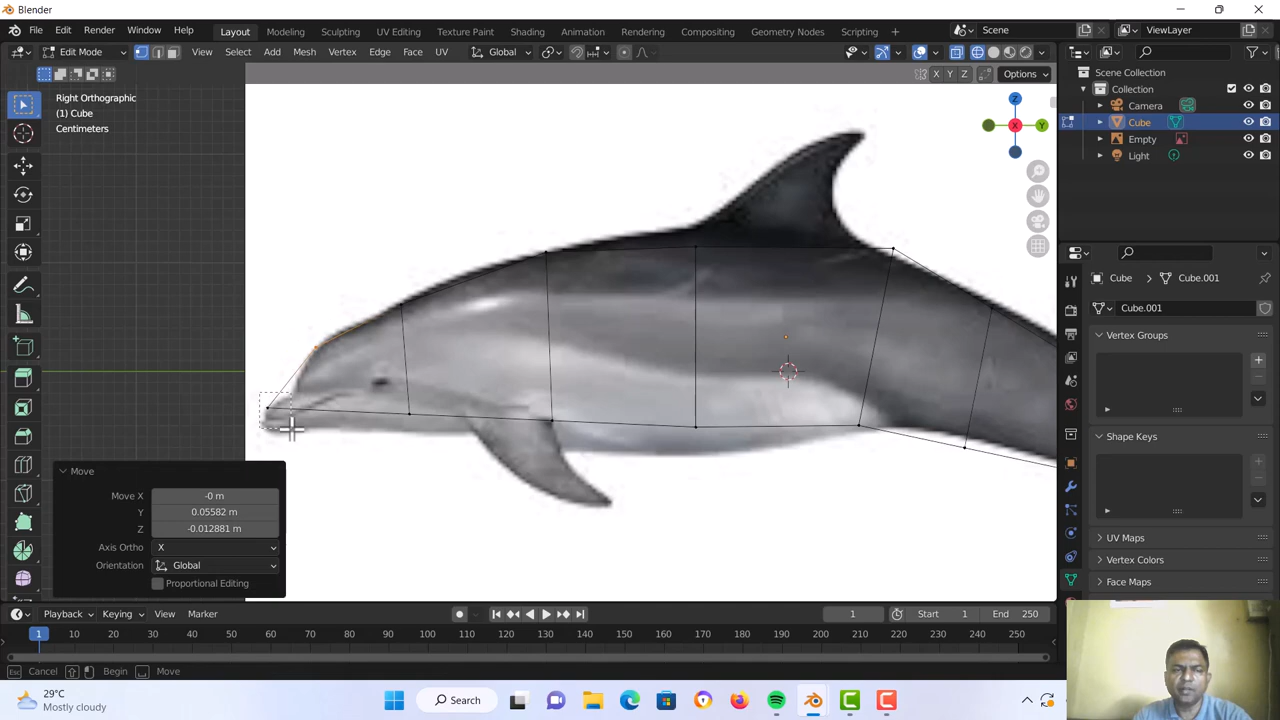 Blender
File Edit Render Window Help Layout Modeling Sculpting UV Editing Texture Paint Shading Animation Rendering Compositing Geometry Nodes Scripting + Scene ViewLayer
Edit Mode View Select Add Mesh Vertex Edge Face UV Global
X Y Z Options
Right Orthographic
(1) Cube
Centimeters
Z
X Y
Scene Collection
Collection
Camera
Cube
Empty
Light
Cube Cube.001
Cube.001
Vertex Groups
Shape Keys
UV Maps
Vertex Colors
Face Maps
Move
Move X -0 m
Y 0.05582 m
Z -0.012881 m
Axis Ortho X
Orientation Global
Proportional Editing
Playback Keying View Marker 1 Start 1 End 250
1 10 20 30 40 50 60 70 80 90 100 110 120 130 140 150 160 170 180 190 200 210 220 230 240 250
Esc Cancel Begin Move
29°C
Mostly cloudy
Search